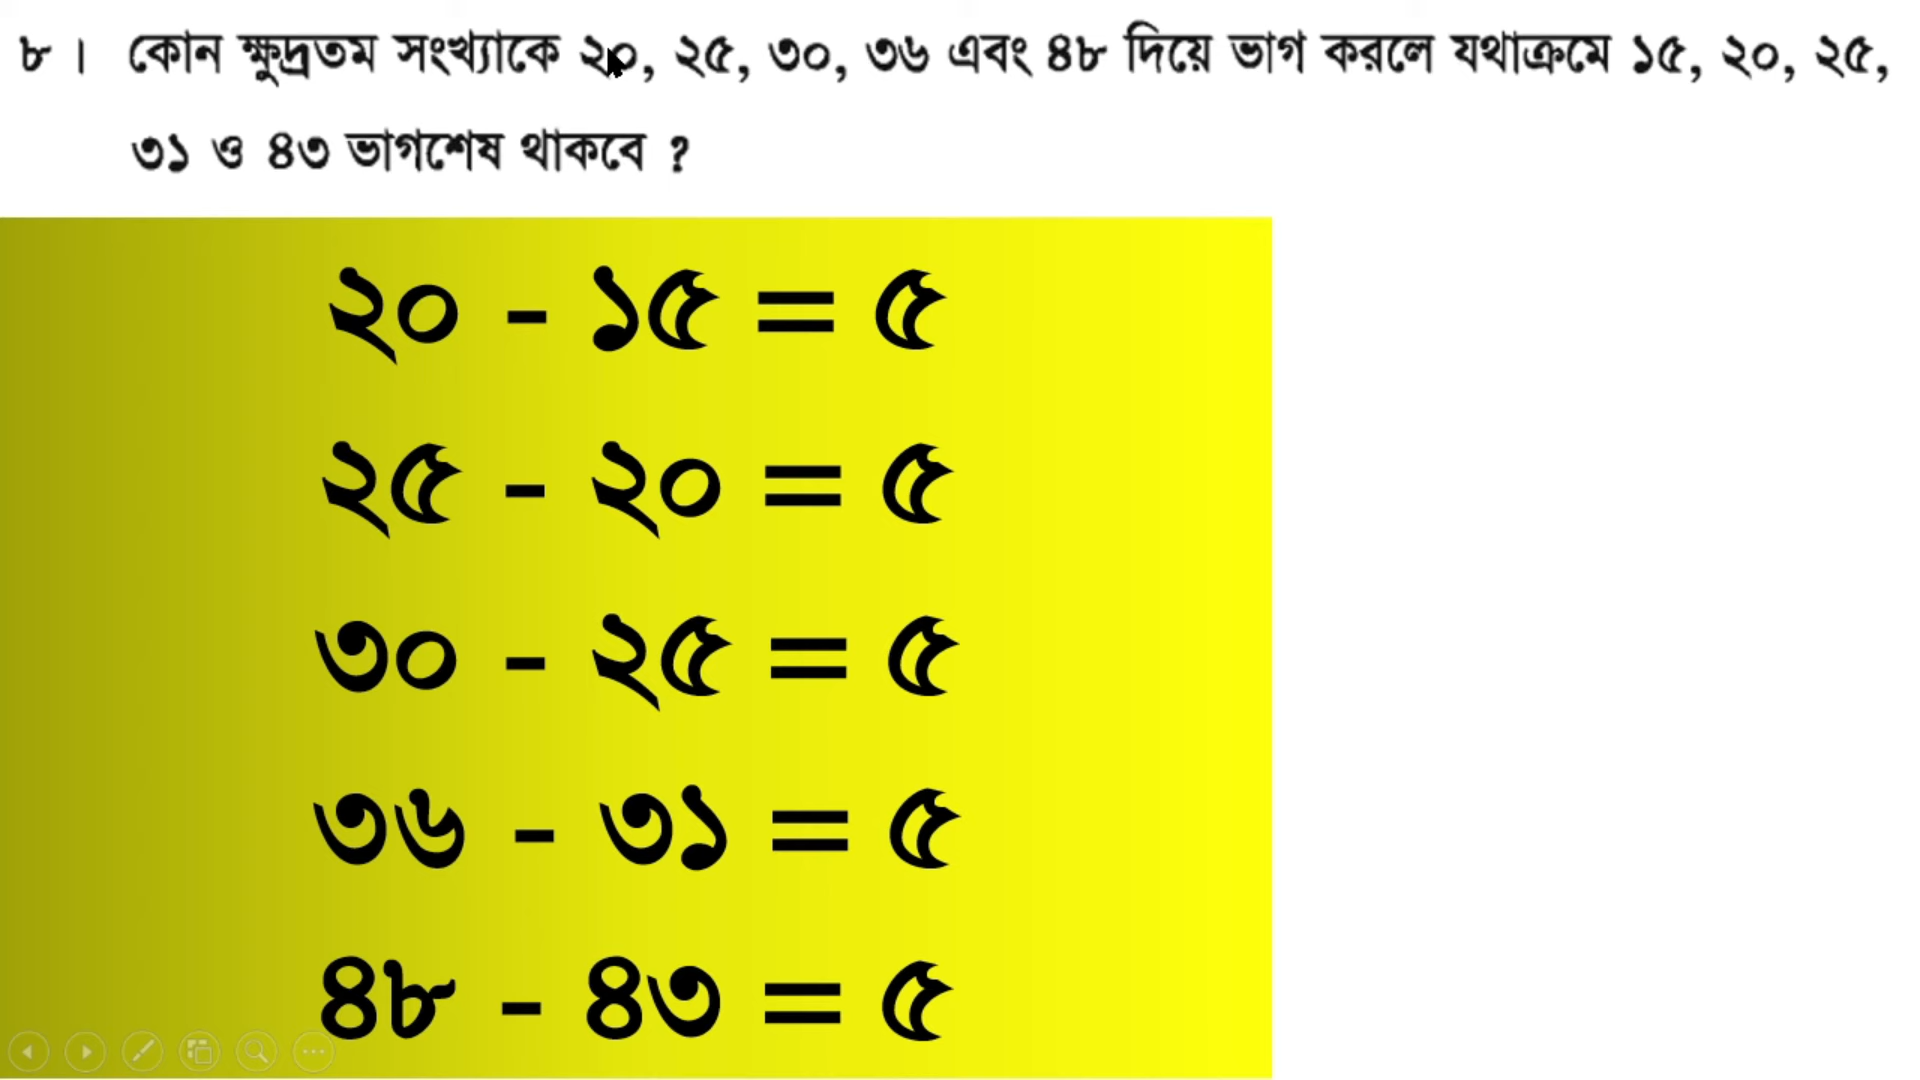 ৮। কোন ক্ষুদ্রতম সংখ্যাকে ২০, ২৫, ৩০, ৩৬ এবং ৪৮ দিয়ে ভাগ করলে যথাক্রমে ১৫, ২০, ২৫,
৩১ ও ৪৩ ভাগশেষ থাকবে ?
২০ - ১৫ = ৫
২৫ - ২০ = ৫
৩০ - ২৫ = ৫
৩৬ - ৩১ = ৫
৪৮ - ৪৩ = ৫